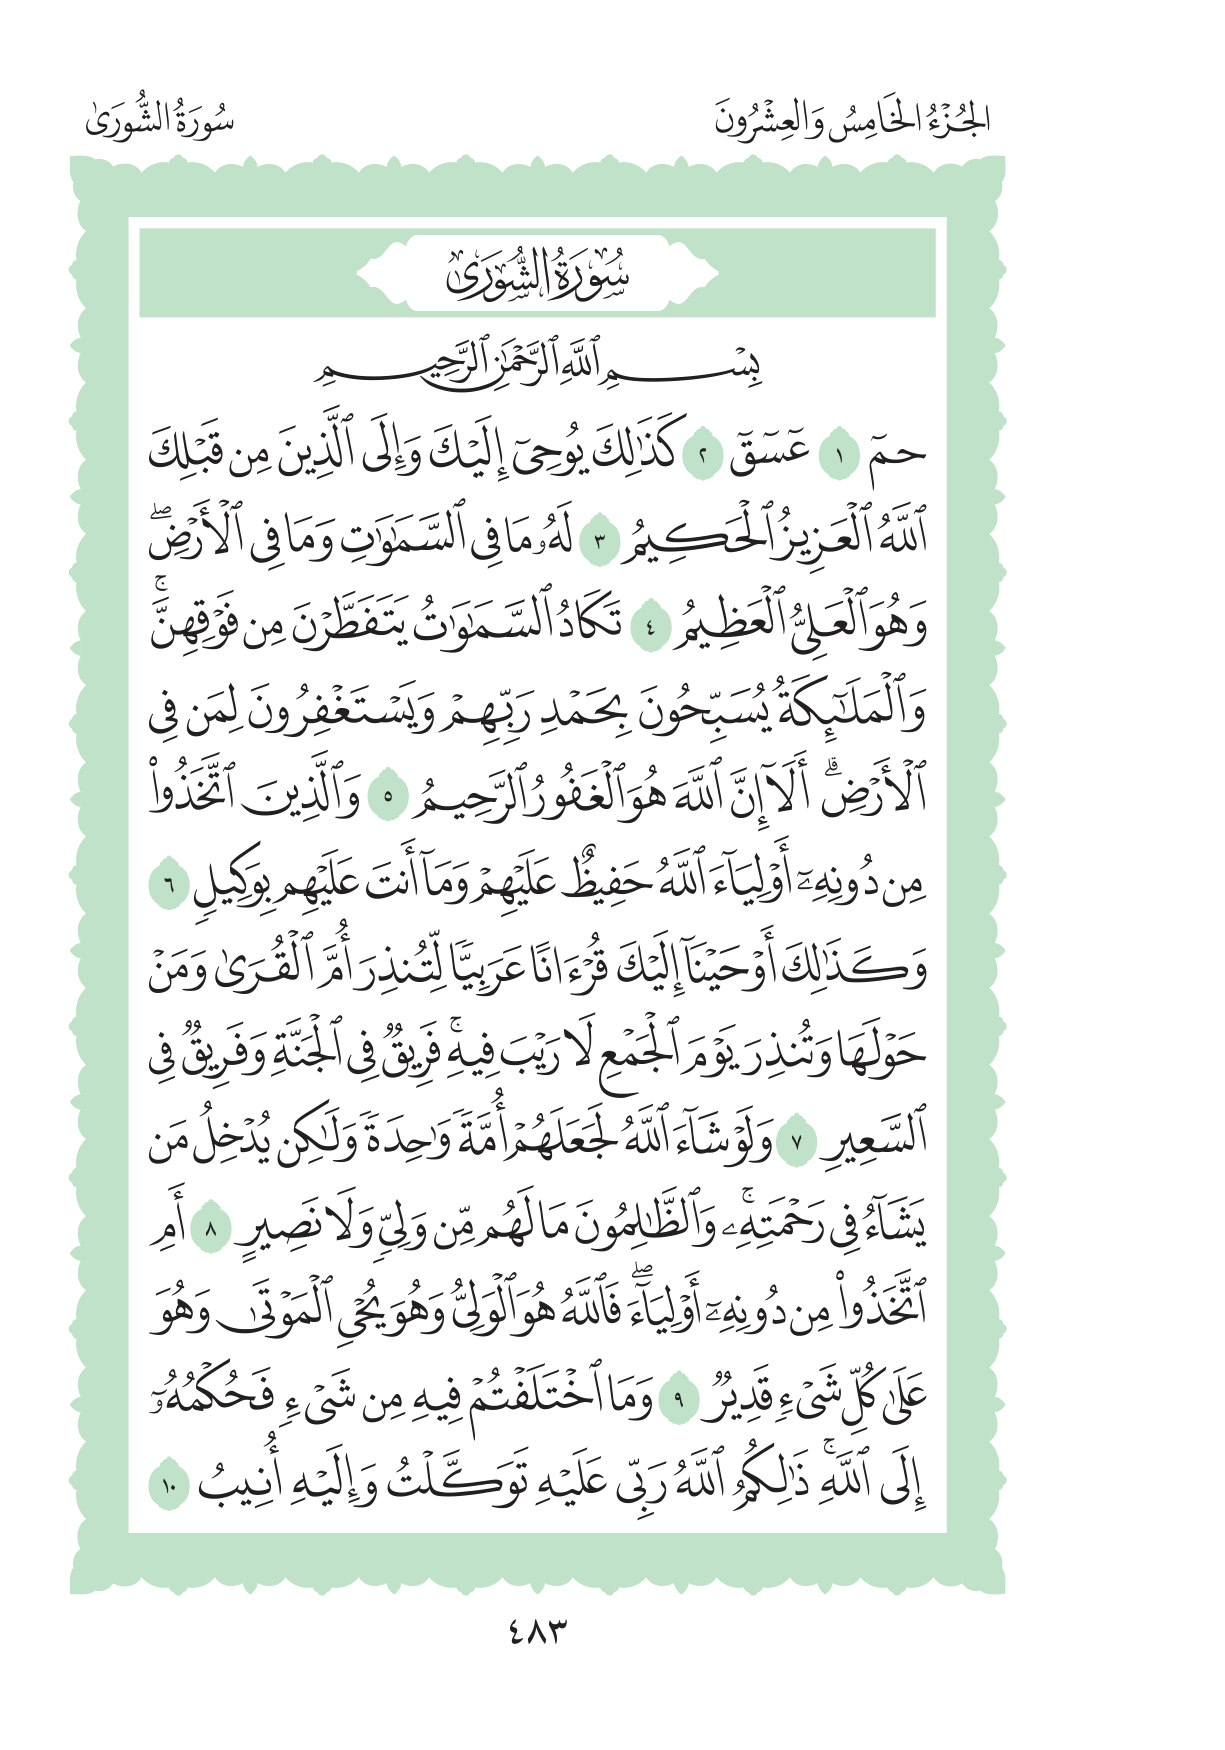 الجُزْءُ الخَامِسُ وَالعِشْرُونَ
سُورَةُ الشُّورَىٰ
سُورَةُ الشُّورَىٰ
بِسْمِ ٱللَّهِ ٱلرَّحْمَٰنِ ٱلرَّحِيمِ
حمٓ ١ عٓسٓقٓ ٢ كَذَٰلِكَ يُوحِيٓ إِلَيْكَ وَإِلَى ٱلَّذِينَ مِن قَبْلِكَ
ٱللَّهُ ٱلْعَزِيزُ ٱلْحَكِيمُ ٣ لَهُۥ مَا فِى ٱلسَّمَٰوَٰتِ وَمَا فِى ٱلْأَرْضِۖ
وَهُوَ ٱلْعَلِىُّ ٱلْعَظِيمُ ٤ تَكَادُ ٱلسَّمَٰوَٰتُ يَتَفَطَّرْنَ مِن فَوْقِهِنَّۚ
وَٱلْمَلَٰٓئِكَةُ يُسَبِّحُونَ بِحَمْدِ رَبِّهِمْ وَيَسْتَغْفِرُونَ لِمَن فِى
ٱلْأَرْضِۗ أَلَآ إِنَّ ٱللَّهَ هُوَ ٱلْغَفُورُ ٱلرَّحِيمُ ٥ وَٱلَّذِينَ ٱتَّخَذُوا۟
مِن دُونِهِۦٓ أَوْلِيَآءَ ٱللَّهُ حَفِيظٌ عَلَيْهِمْ وَمَآ أَنتَ عَلَيْهِم بِوَكِيلٍ ٦
وَكَذَٰلِكَ أَوْحَيْنَآ إِلَيْكَ قُرْءَانًا عَرَبِيًّا لِّتُنذِرَ أُمَّ ٱلْقُرَىٰ وَمَنْ
حَوْلَهَا وَتُنذِرَ يَوْمَ ٱلْجَمْعِ لَا رَيْبَ فِيهِۚ فَرِيقٌ فِى ٱلْجَنَّةِ وَفَرِيقٌ فِى
ٱلسَّعِيرِ ٧ وَلَوْ شَآءَ ٱللَّهُ لَجَعَلَهُمْ أُمَّةً وَٰحِدَةً وَلَٰكِن يُدْخِلُ مَن
يَشَآءُ فِى رَحْمَتِهِۦۚ وَٱلظَّٰلِمُونَ مَا لَهُم مِّن وَلِىٍّ وَلَا نَصِيرٍ ٨ أَمِ
ٱتَّخَذُوا۟ مِن دُونِهِۦٓ أَوْلِيَآءَۖ فَٱللَّهُ هُوَ ٱلْوَلِىُّ وَهُوَ يُحْىِ ٱلْمَوْتَىٰ وَهُوَ
عَلَىٰ كُلِّ شَىْءٍ قَدِيرٌ ٩ وَمَا ٱخْتَلَفْتُمْ فِيهِ مِن شَىْءٍ فَحُكْمُهُۥٓ
إِلَى ٱللَّهِۚ ذَٰلِكُمُ ٱللَّهُ رَبِّى عَلَيْهِ تَوَكَّلْتُ وَإِلَيْهِ أُنِيبُ ١٠
٤٨٣